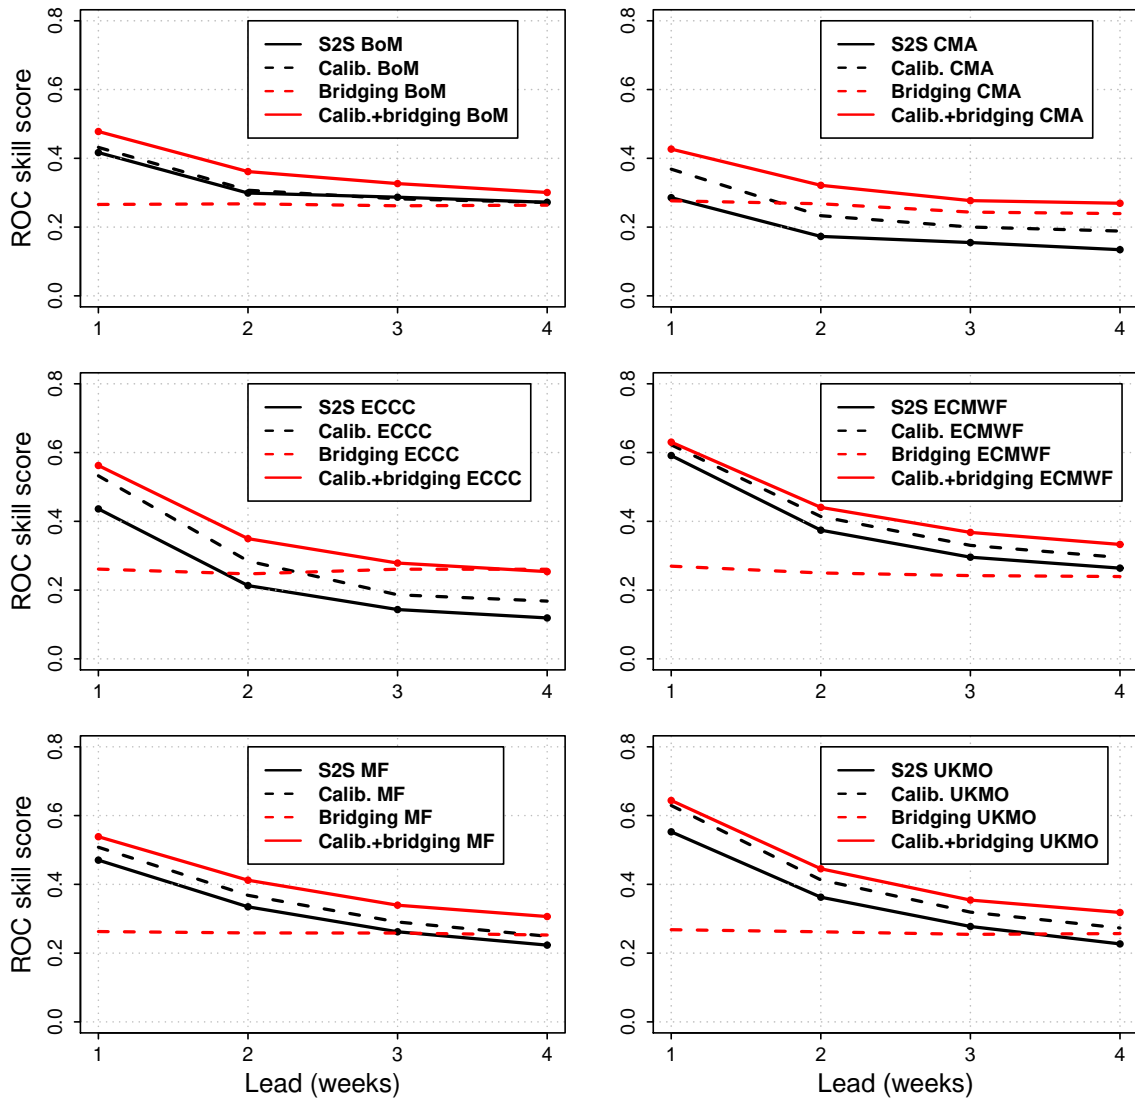 ROC skill score
0.8
0.6
0.4
0.2
0.0
S2S BoM
Calib. BoM
Bridging BoM
Calib.+bridging BoM
1 2 3 4
0.8
0.6
0.4
0.2
0.0
S2S CMA
Calib. CMA
Bridging CMA
Calib.+bridging CMA
1 2 3 4
ROC skill score
0.8
0.6
0.4
0.2
0.0
S2S ECCC
Calib. ECCC
Bridging ECCC
Calib.+bridging ECCC
1 2 3 4
0.8
0.6
0.4
0.2
0.0
S2S ECMWF
Calib. ECMWF
Bridging ECMWF
Calib.+bridging ECMWF
1 2 3 4
ROC skill score
0.8
0.6
0.4
0.2
0.0
S2S MF
Calib. MF
Bridging MF
Calib.+bridging MF
1 2 3 4
Lead (weeks)
0.8
0.6
0.4
0.2
0.0
S2S UKMO
Calib. UKMO
Bridging UKMO
Calib.+bridging UKMO
1 2 3 4
Lead (weeks)